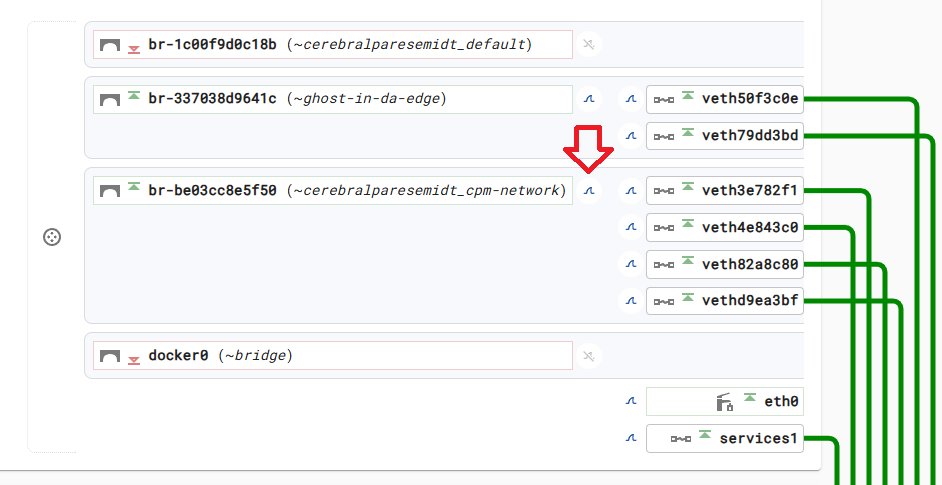 br-1c00f9d0c18b (~cerebralparesemidt_default)
br-337038d9641c (~ghost-in-da-edge)
veth50f3c0e
veth79dd3bd
br-be03cc8e5f50 (~cerebralparesemidt_cpm-network)
veth3e782f1
veth4e843c0
veth82a8c80
vethd9ea3bf
docker0 (~bridge)
eth0
services1